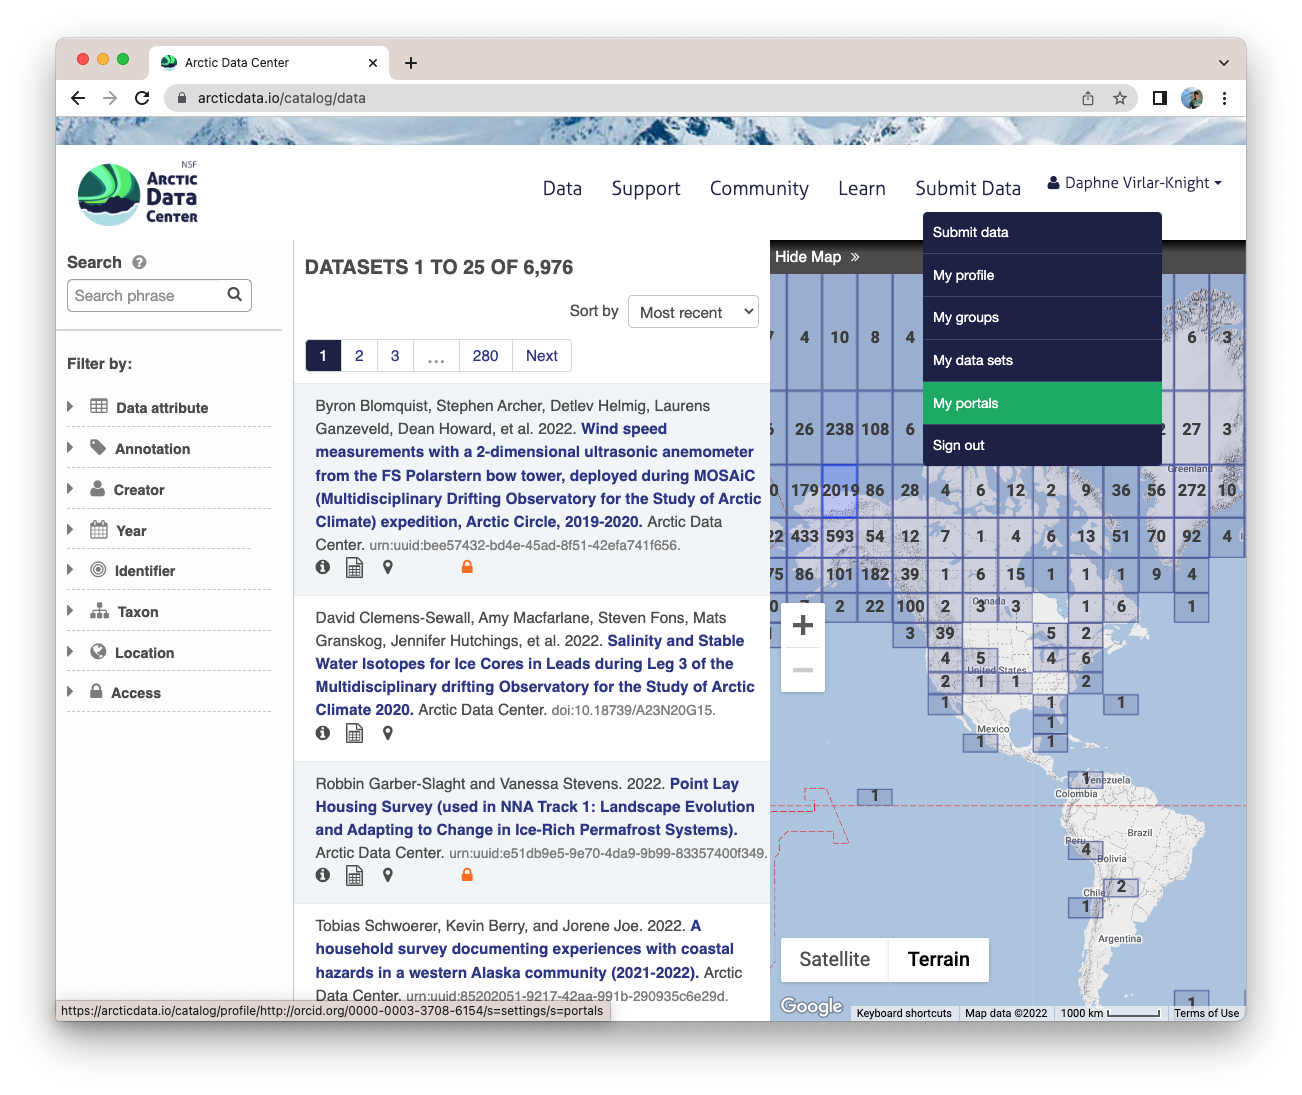 Arctic Data Center
arcticdata.io/catalog/data
NSF
ARCTIC
DATA
CENTER
Data
Support
Community
Learn
Submit Data
Daphne Virlar-Knight
Submit data
My profile
My groups
My data sets
My portals
Sign out
Search
Search phrase
Filter by:
Data attribute
Annotation
Creator
Year
Identifier
Taxon
Location
Access
DATASETS 1 TO 25 OF 6,976
Sort by
Most recent
1 2 3 ... 280 Next
Byron Blomquist, Stephen Archer, Detlev Helmig, Laurens
Ganzeveld, Dean Howard, et al. 2022. Wind speed
measurements with a 2-dimensional ultrasonic anemometer
from the FS Polarstern bow tower, deployed during MOSAiC
(Multidisciplinary Drifting Observatory for the Study of Arctic
Climate) expedition, Arctic Circle, 2019-2020. Arctic Data
Center. urn:uuid:bee57432-bd4e-45ad-8f51-42efa741f656.
David Clemens-Sewall, Amy Macfarlane, Steven Fons, Mats
Granskog, Jennifer Hutchings, et al. 2022. Salinity and Stable
Water Isotopes for Ice Cores in Leads during Leg 3 of the
Multidisciplinary drifting Observatory for the Study of Arctic
Climate 2020. Arctic Data Center. doi:10.18739/A23N20G15.
Robbin Garber-Slaght and Vanessa Stevens. 2022. Point Lay
Housing Survey (used in NNA Track 1: Landscape Evolution
and Adapting to Change in Ice-Rich Permafrost Systems).
Arctic Data Center. urn:uuid:e51db9e5-9e70-4da9-9b99-83357400f349.
Tobias Schwoerer, Kevin Berry, and Jorene Joe. 2022. A
household survey documenting experiences with coastal
hazards in a western Alaska community (2021-2022). Arctic
Data Center. urn:uuid:85202051-9217-42aa-991b-290935c6e29d.
https://arcticdata.io/catalog/profile/http://orcid.org/0000-0003-3708-6154/s=settings/s=portals
Hide Map »
4 10 8 4 6 3
26 238 108 6 27 3
Greenland
179 2019 86 28 4 6 12 2 9 36 56 272 10
433 593 54 12 7 1 4 6 13 51 70 92 4
86 101 182 39 1 6 15 1 1 1 9 4
Canada
2 22 100 2 3 3 1 6 1
+
3 39 5 2
4 5 4 6
United States
−
2 1 1 2
1 1 1
1
Mexico
1 1
1
Venezuela
Colombia
1
Brazil
Peru
4
Bolivia
Chile
2
1
Argentina
Satellite
Terrain
1
Google
Keyboard shortcuts
Map data ©2022
1000 km
Terms of Use